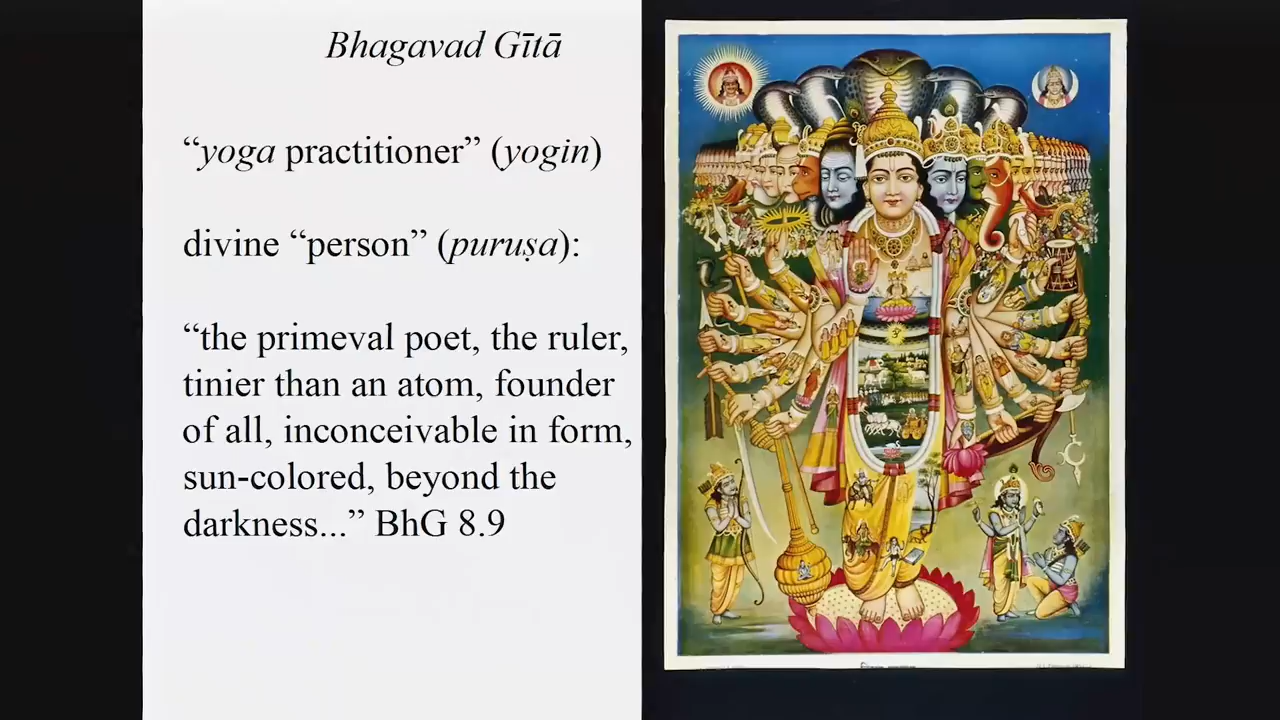 Bhagavad Gītā
“yoga practitioner” (yogin)
divine “person” (puruṣa):
“the primeval poet, the ruler,
tinier than an atom, founder
of all, inconceivable in form,
sun-colored, beyond the
darkness...” BhG 8.9